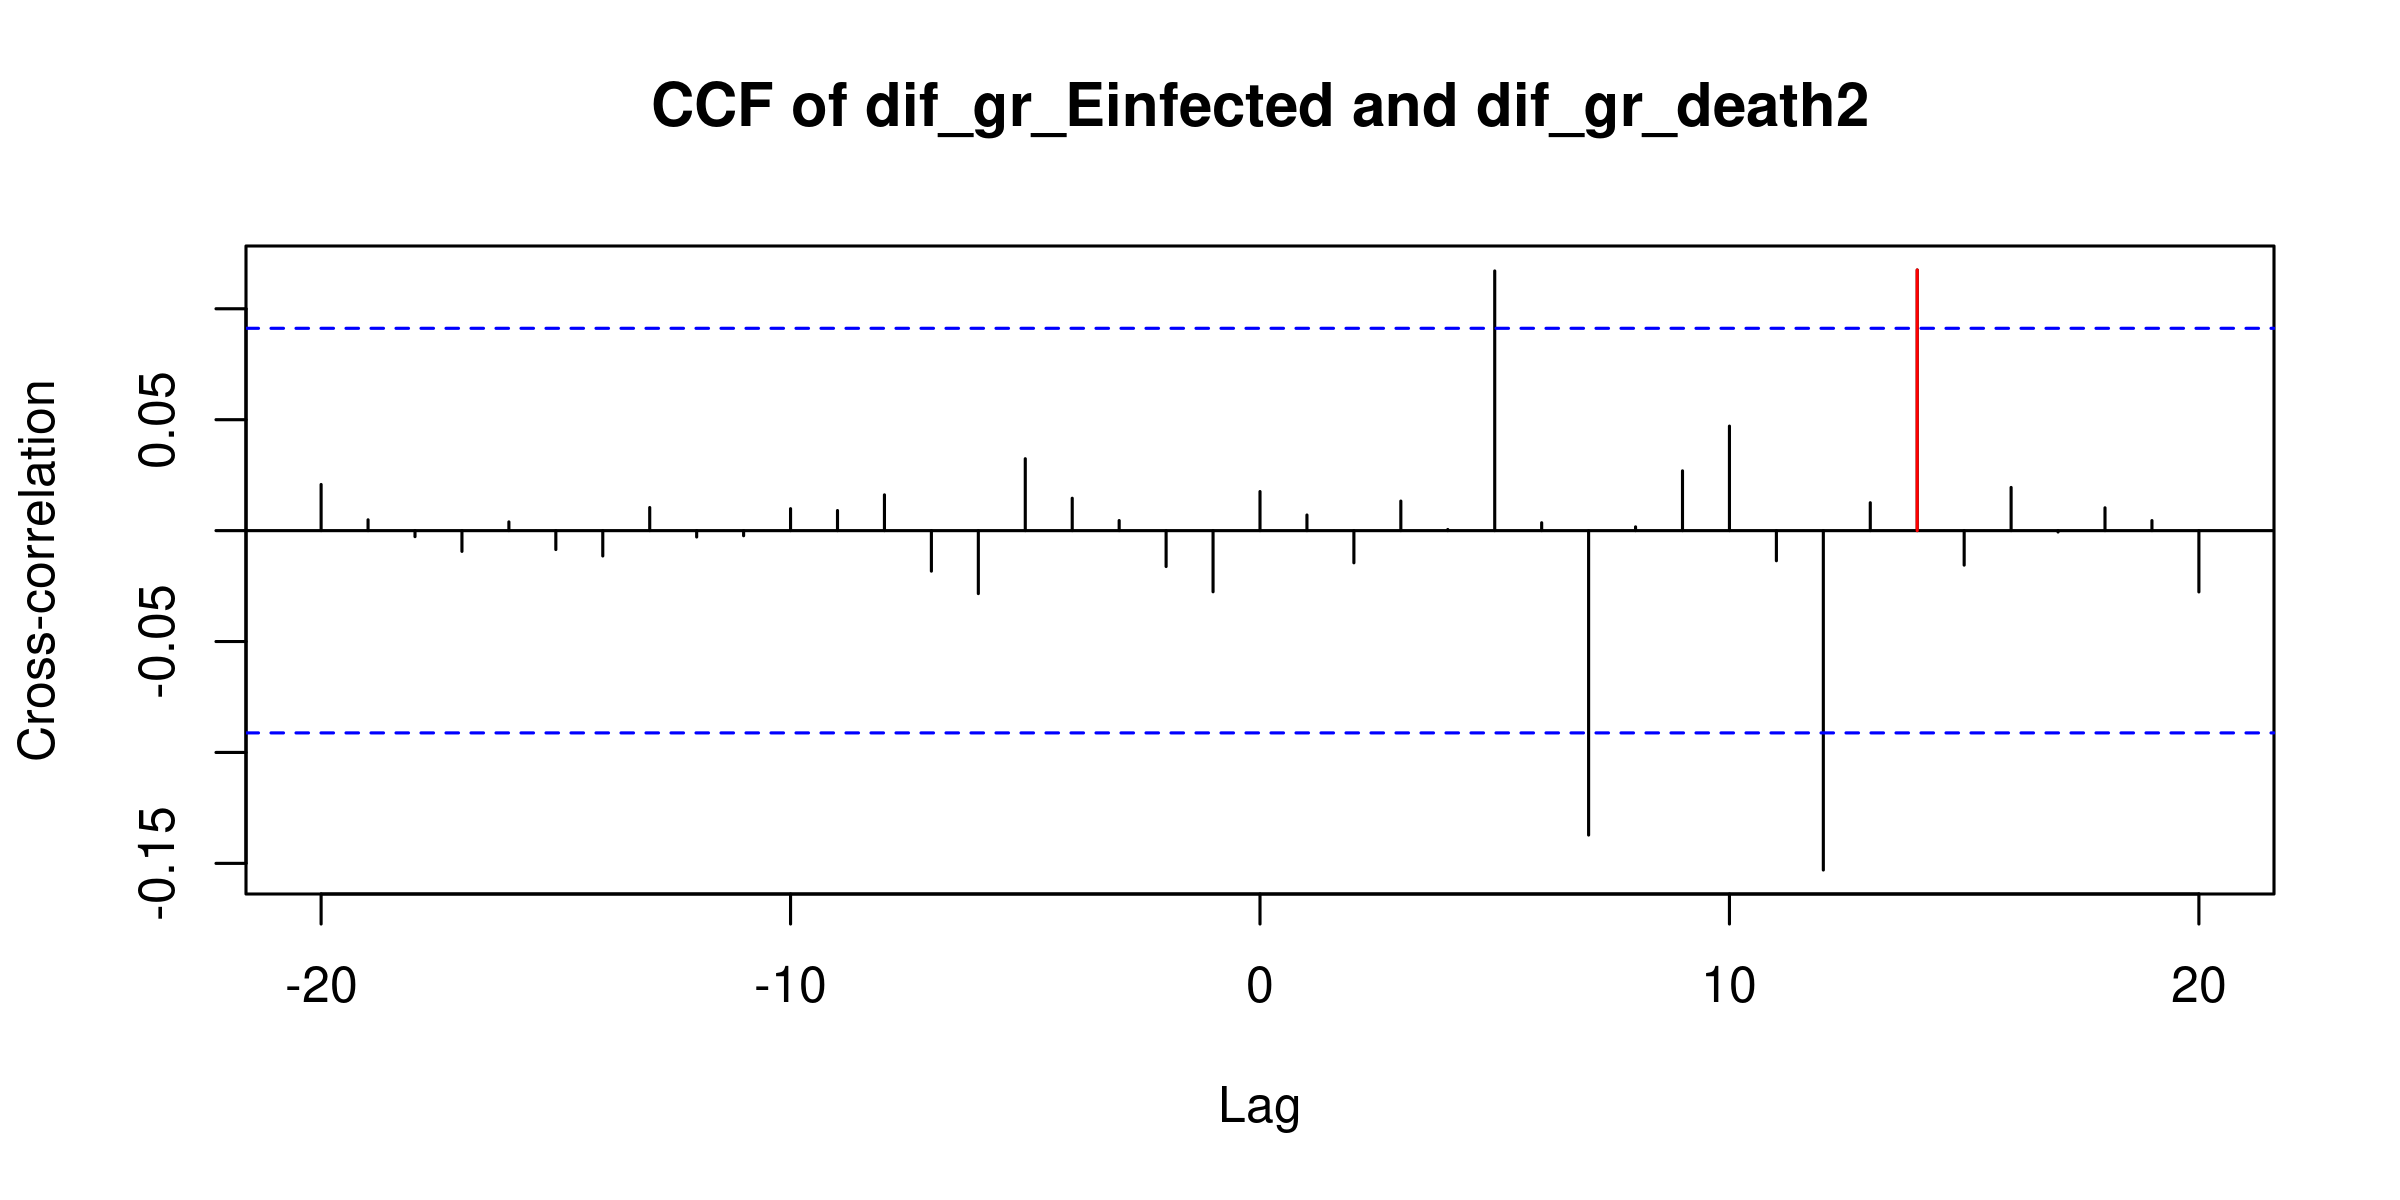 CCF of dif_gr_Einfected and dif_gr_death2
Cross-correlation
0.05
-0.05
-0.15
-20
-10
0
10
20
Lag